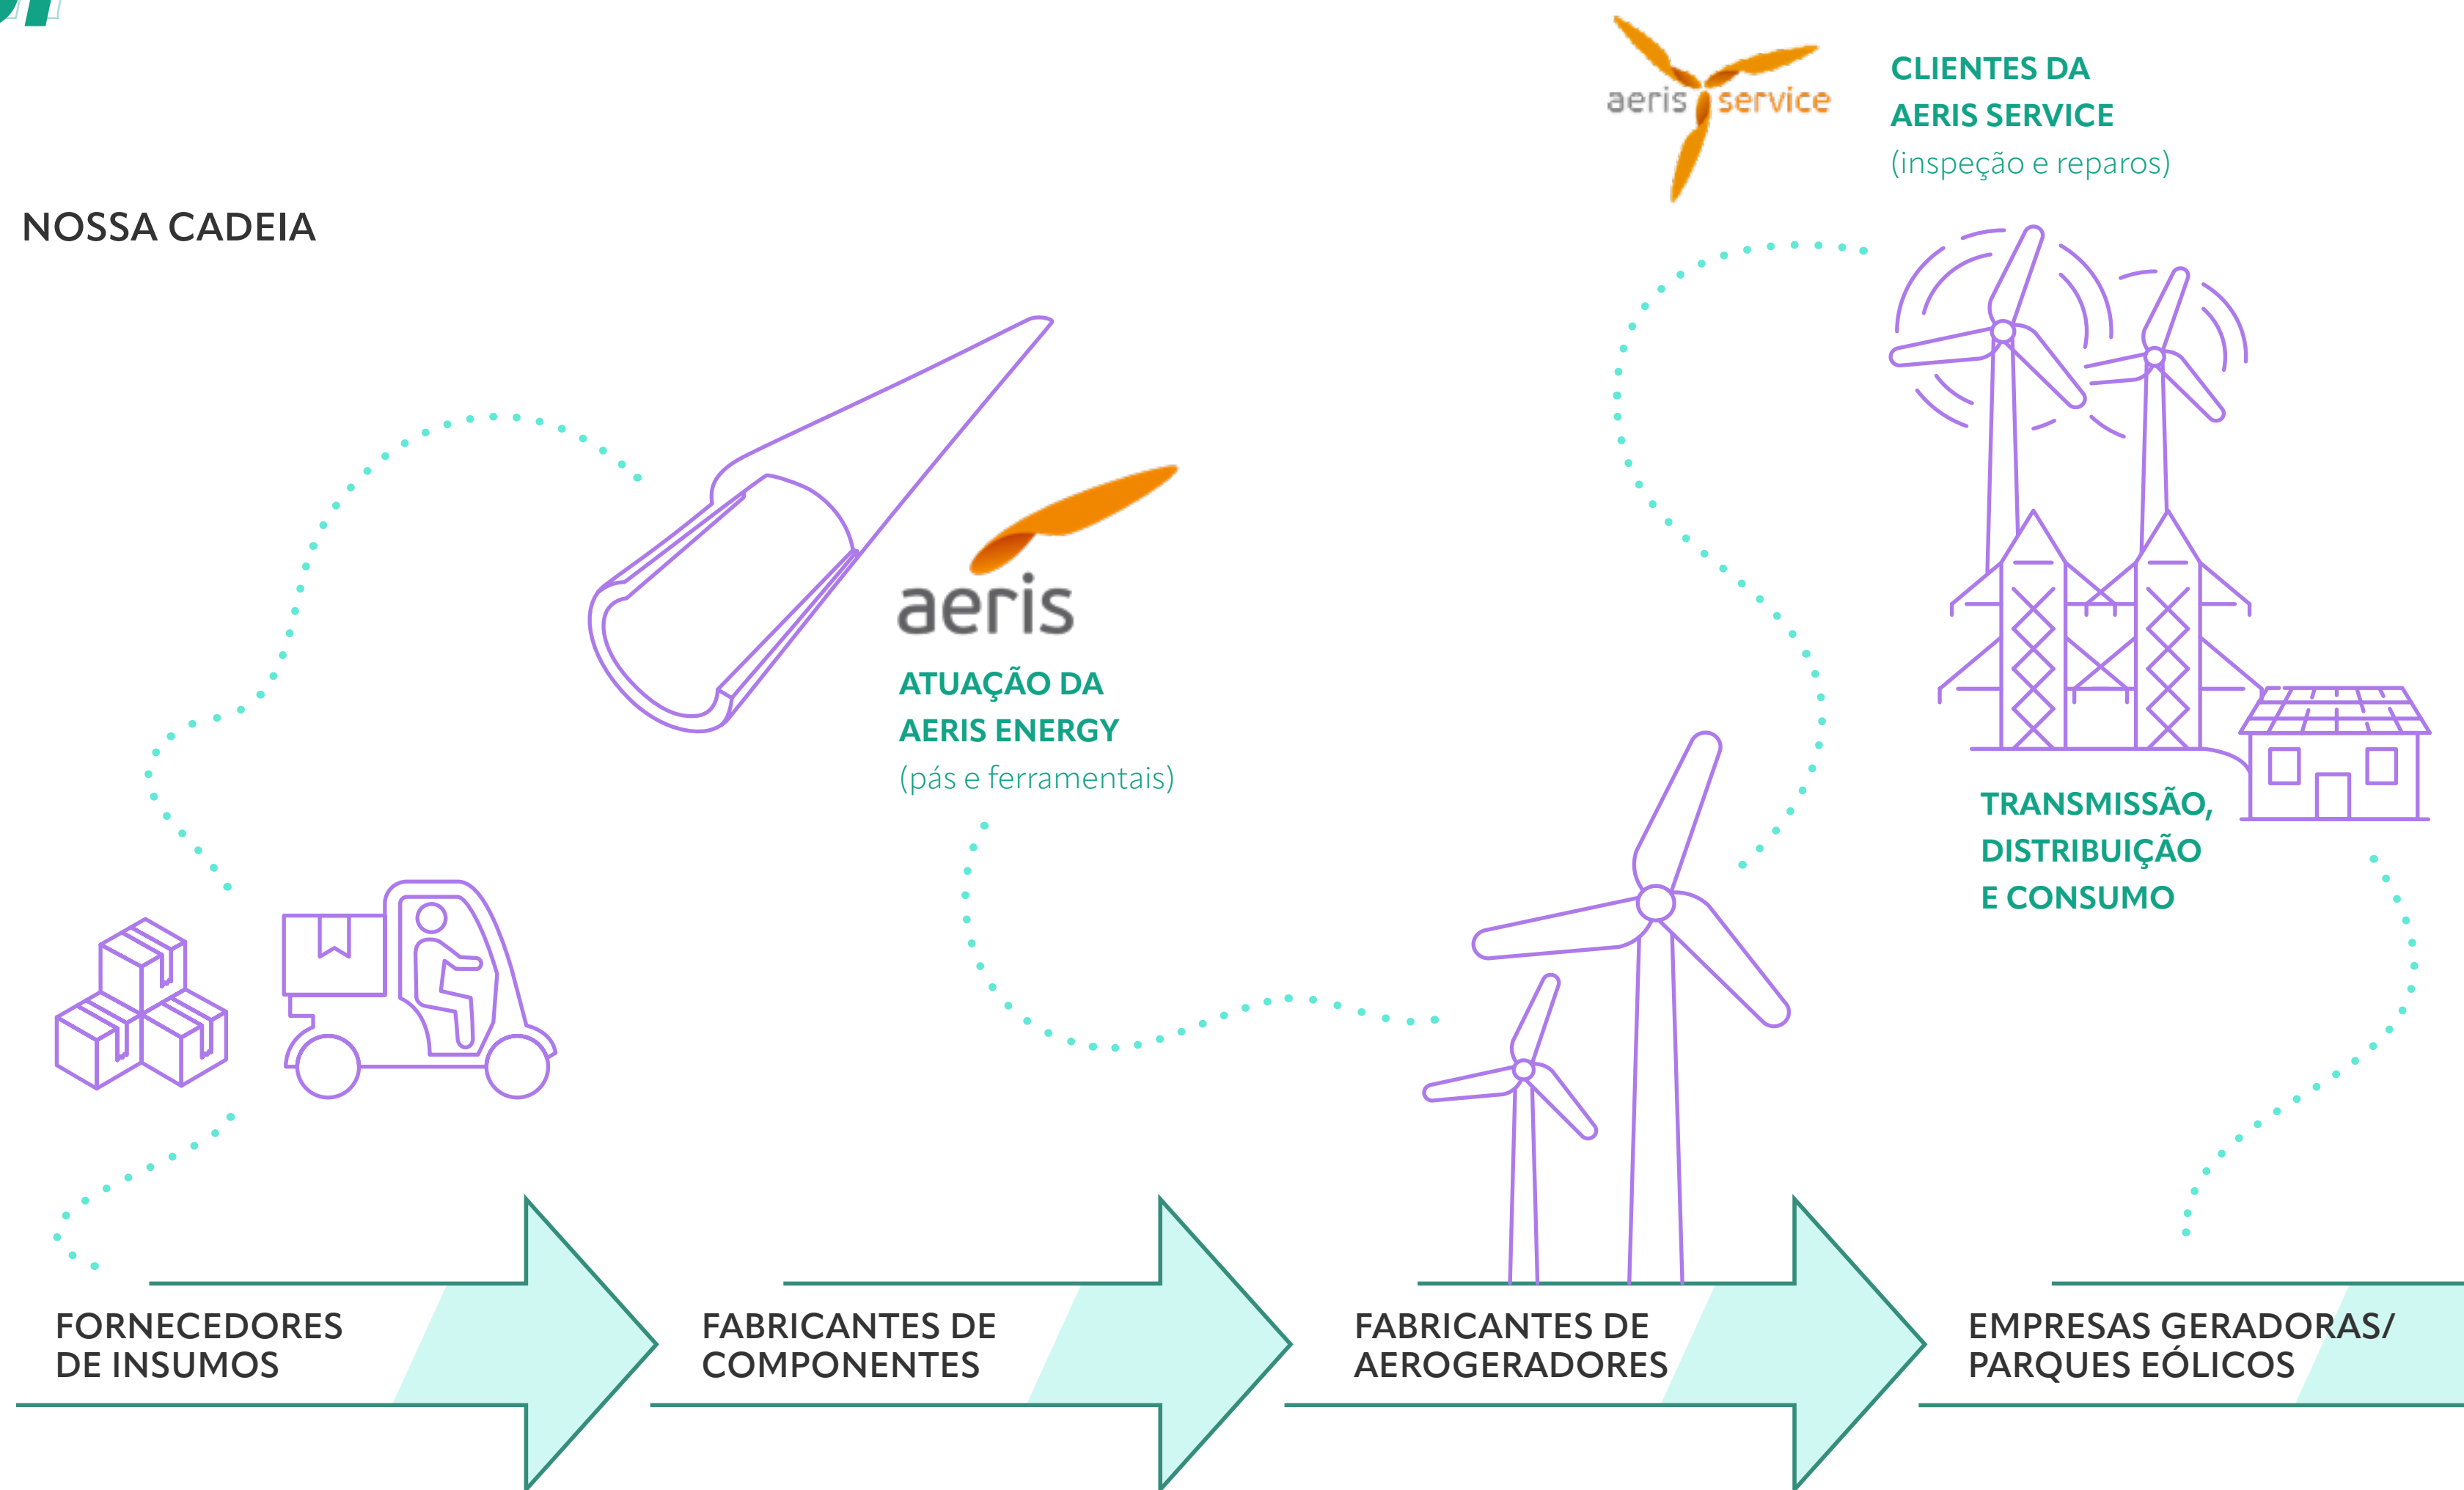 NOSSA CADEIA
aeris service
CLIENTES DA
AERIS SERVICE
(inspeção e reparos)
aeris
ATUAÇÃO DA
AERIS ENERGY
(pás e ferramentais)
TRANSMISSÃO,
DISTRIBUIÇÃO
E CONSUMO
FORNECEDORES
DE INSUMOS
FABRICANTES DE
COMPONENTES
FABRICANTES DE
AEROGERADORES
EMPRESAS GERADORAS/
PARQUES EÓLICOS